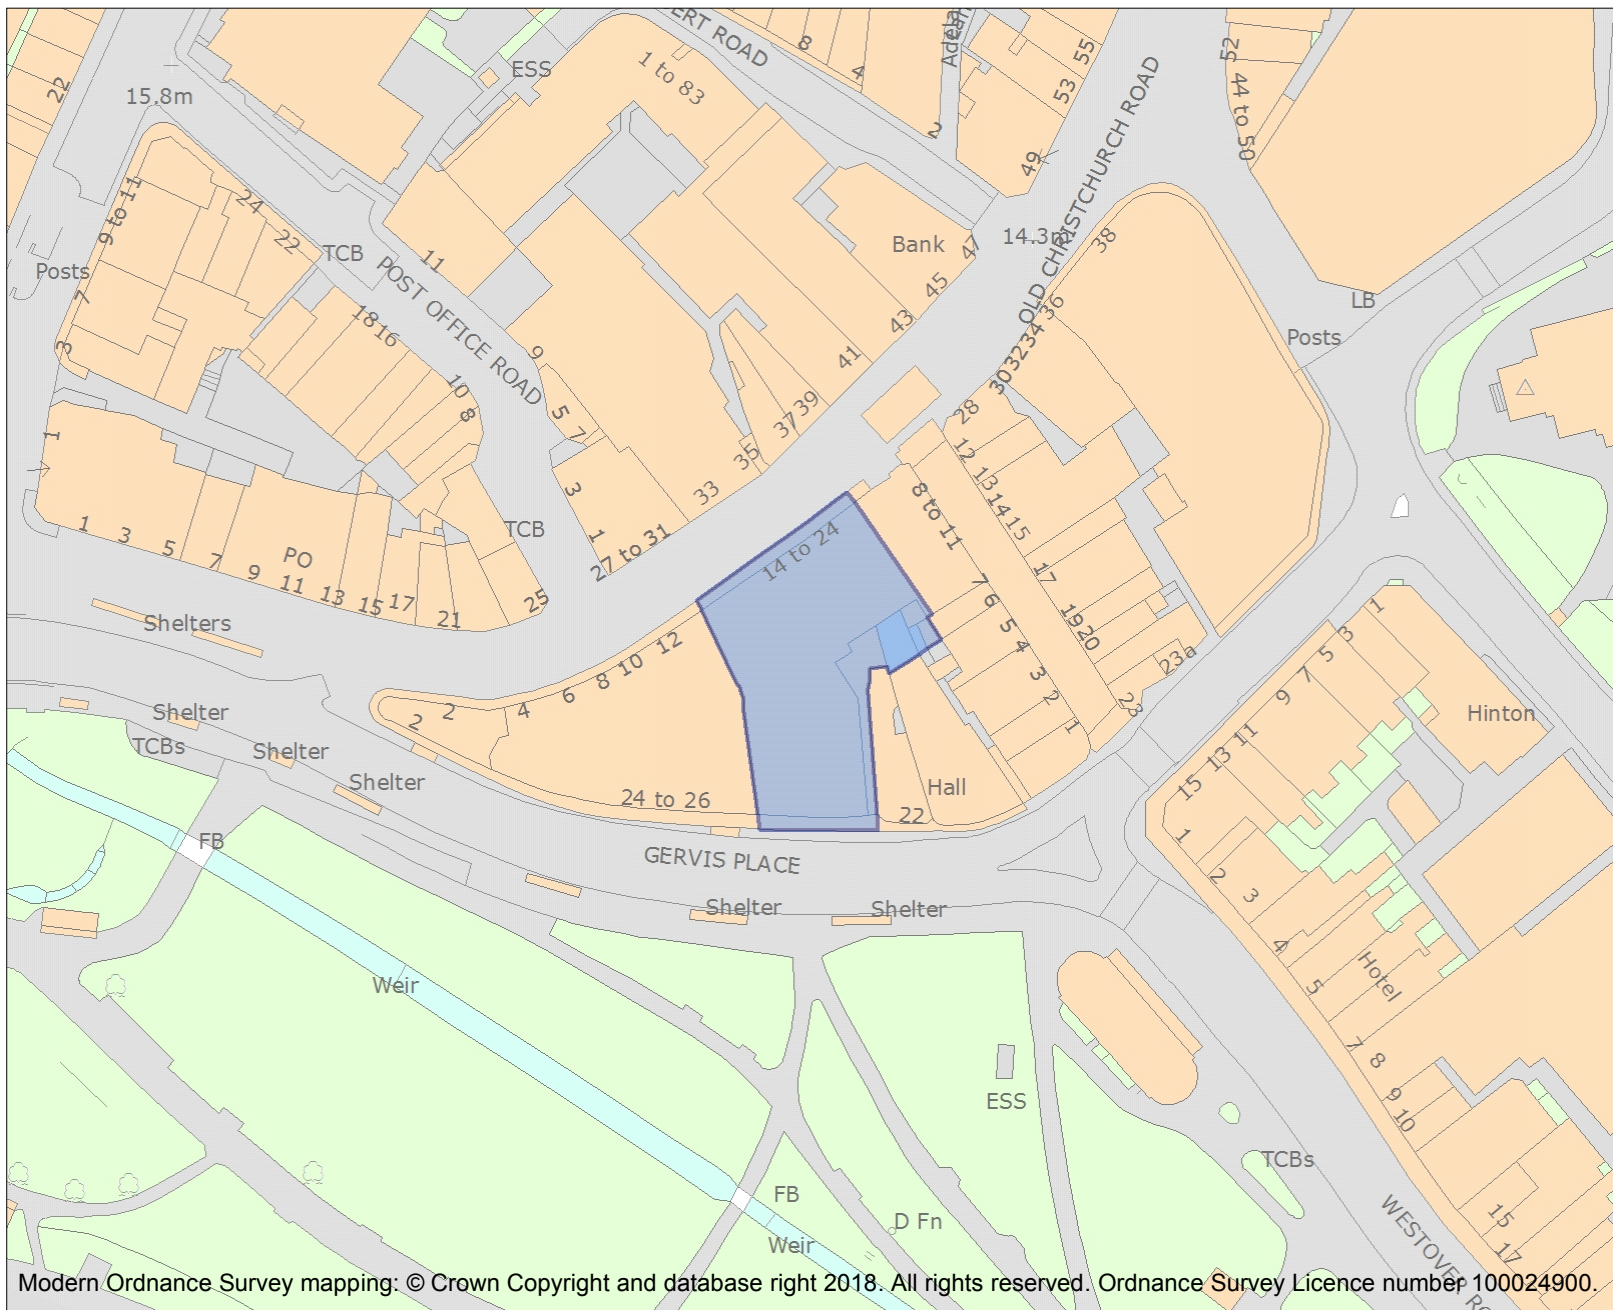 ERT ROAD
8
4
2
Adela
Lan
55
53
49
52
44 to 50
22
15.8m
ESS
1 to 83
OLD CHRISTCHURCH ROAD
9 to 11
24
22
TCB
11
POST OFFICE ROAD
Bank
47
14.3m
38
Posts
7
3
1816
45
43
41
36
34
32
30
LB
Posts
9
10
8
5
7
39
37
35
28
12
13
14
15
1
33
3
1
27 to 31
TCB
14 to 24
8 to 11
17
1
3
5
7
PO
9
11
13
15
17
21
25
7
6
5
4
3
2
1
19
20
23a
23
Shelters
12
10
8
6
4
2
2
1
3
5
7
9
11
13
15
Hinton
Shelter
TCBs
Shelter
Shelter
24 to 26
22
Hall
FB
GERVIS PLACE
1
2
3
4
5
Hotel
7
8
9
10
Shelter
Shelter
Weir
ESS
TCBs
FB
D Fn
Weir
15
17
WESTOVER RO
Modern Ordnance Survey mapping: © Crown Copyright and database right 2018. All rights reserved. Ordnance Survey Licence number 100024900.